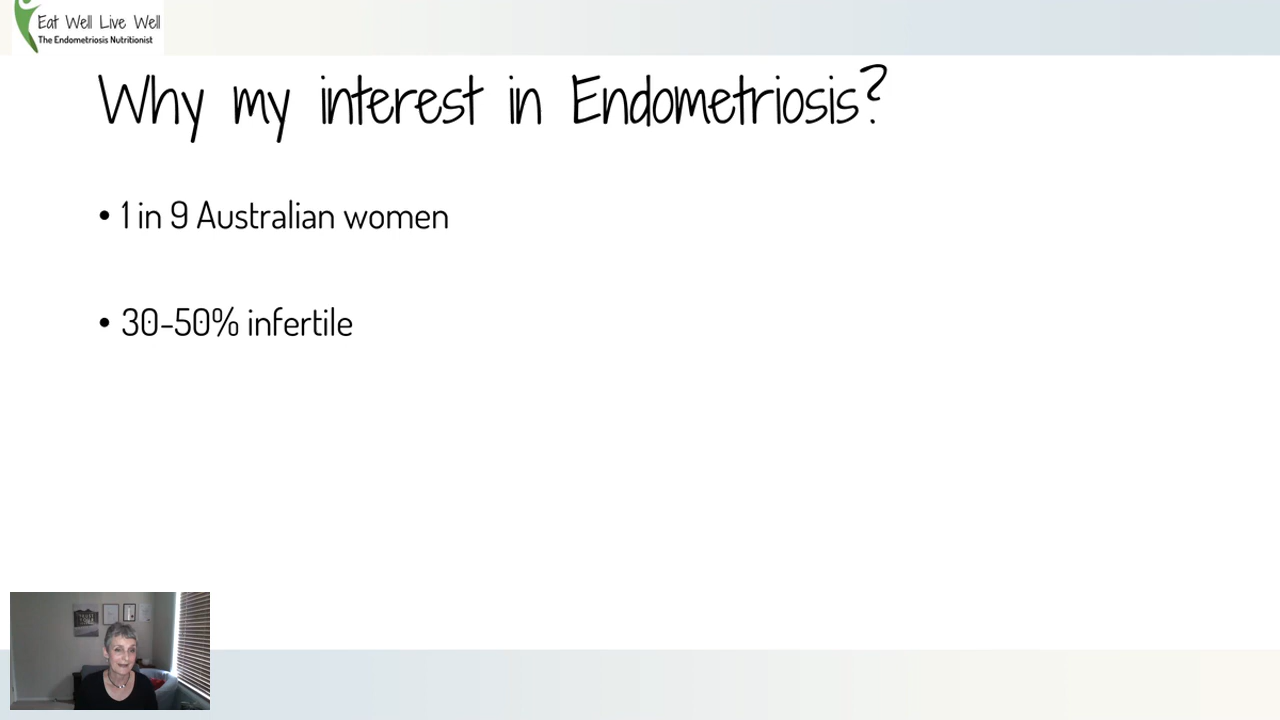 Eat Well Live Well
The Endometriosis Nutritionist
Why my interest in Endometriosis?
• 1 in 9 Australian women
• 30-50% infertile